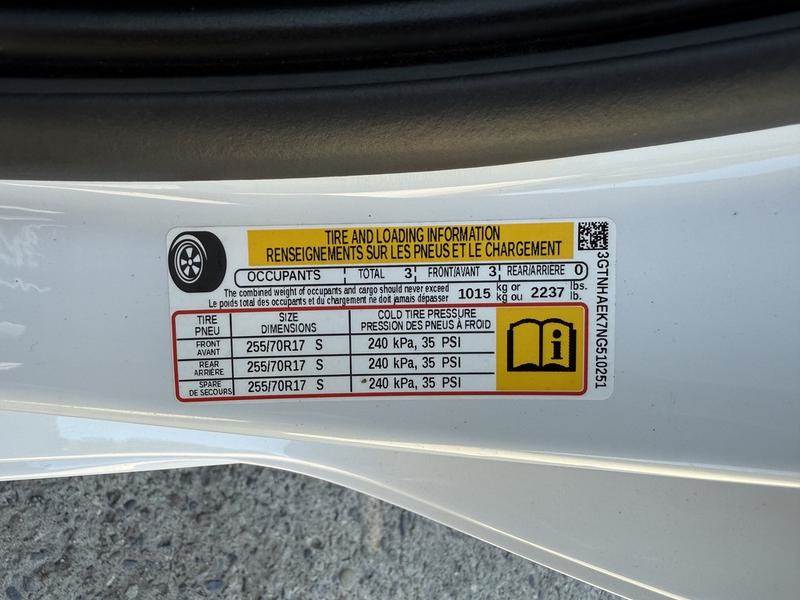 TIRE AND LOADING INFORMATION
RENSEIGNEMENTS SUR LES PNEUS ET LE CHARGEMENT
OCCUPANTS TOTAL 3 FRONT/AVANT 3 REAR/ARRIERE 0
The combined weight of occupants and cargo should never exceed 1015 kg or 2237 lbs.
Le poids total des occupants et du chargement ne doit jamais dépasser kg ou lb.
TIRE SIZE COLD TIRE PRESSURE
PNEU DIMENSIONS PRESSION DES PNEUS À FROID
FRONT AVANT 255/70R17 S 240 kPa, 35 PSI
REAR ARRIÈRE 255/70R17 S 240 kPa, 35 PSI
SPARE DE SECOURS 255/70R17 S 240 kPa, 35 PSI
3GTNHAEK7NG510251